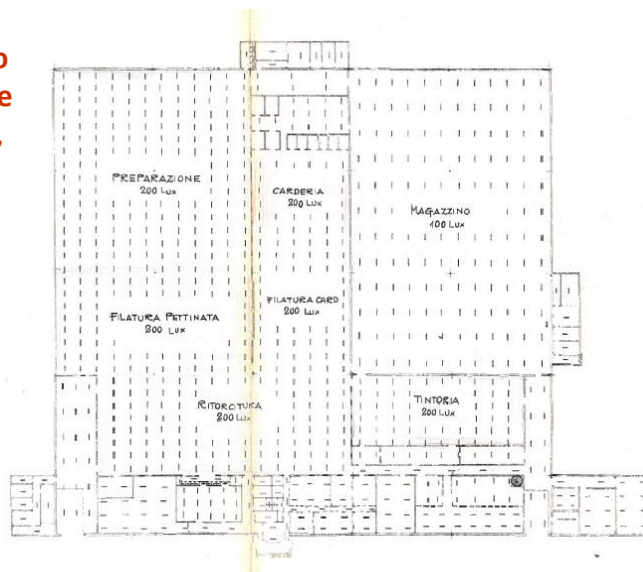 o
e
,
PREPARAZIONE
200 LUX
CARDERIA
200 LUX
MAGAZZINO
100 LUX
FILATURA PETTINATA
200 LUX
FILATURA CARD
200 LUX
RITORCITURA
200 LUX
TINTORIA
200 LUX